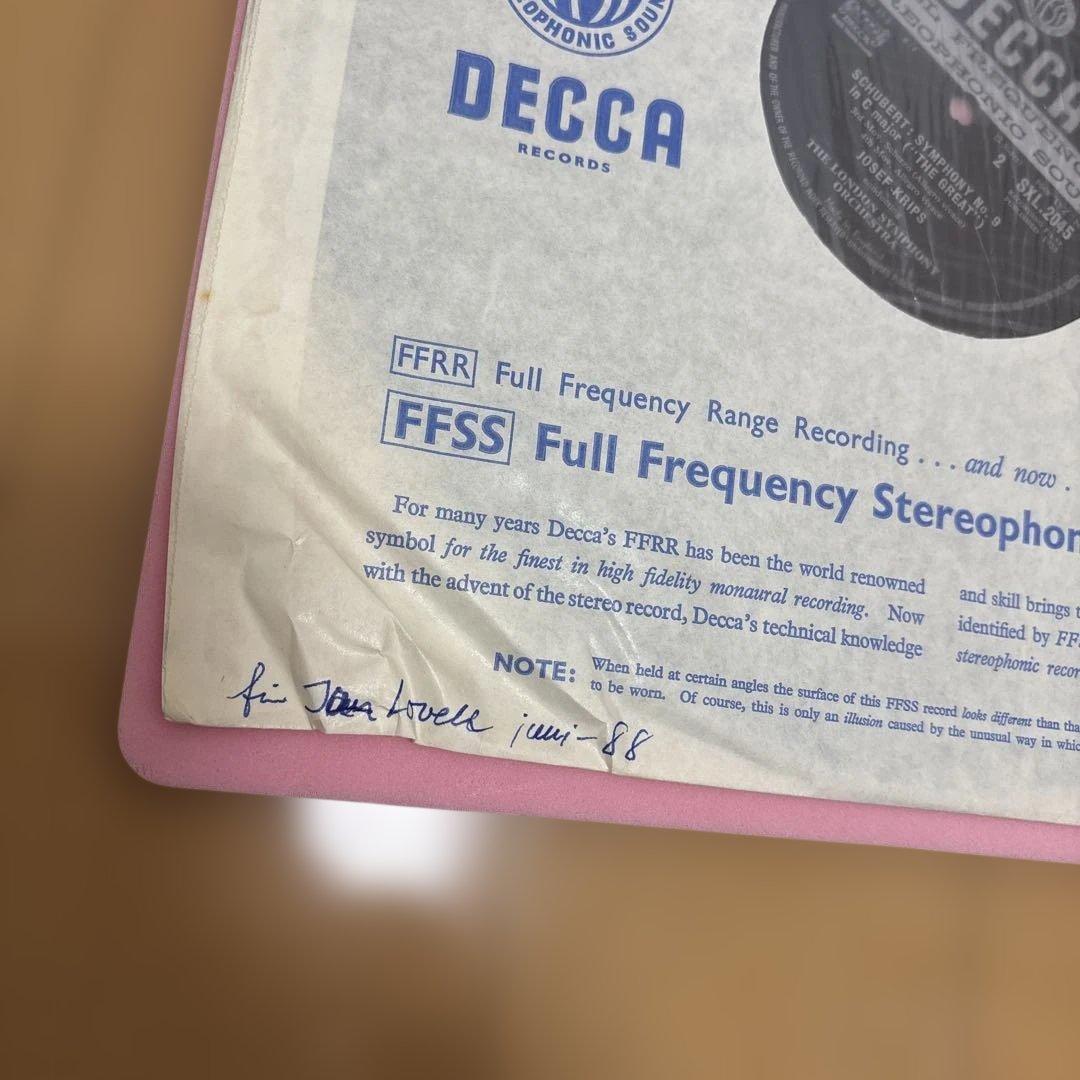 OPHONIC SOUN
DECCA
RECORDS
DECCA
FULL FREQUENC
EOPHONIC SOU
SCHUBERT: SYMPHONY No. 9
in C major ("THE GREAT")
2
SXL.2045
JOSEF KRIPS
THE LONDON SYMPHONY
ORCHESTRA
FFRR Full Frequency Range Recording . . . and now .
FFSS Full Frequency Stereophon
For many years Decca's FFRR has been the world renowned
symbol for the finest in high fidelity monaural recording. Now
with the advent of the stereo record, Decca's technical knowledge
and skill brings t
identified by FF
stereophonic recor
NOTE: When held at certain angles the surface of this FFSS record looks different than tha
to be worn. Of course, this is only an illusion caused by the unusual way in whic
Lovell juni-88